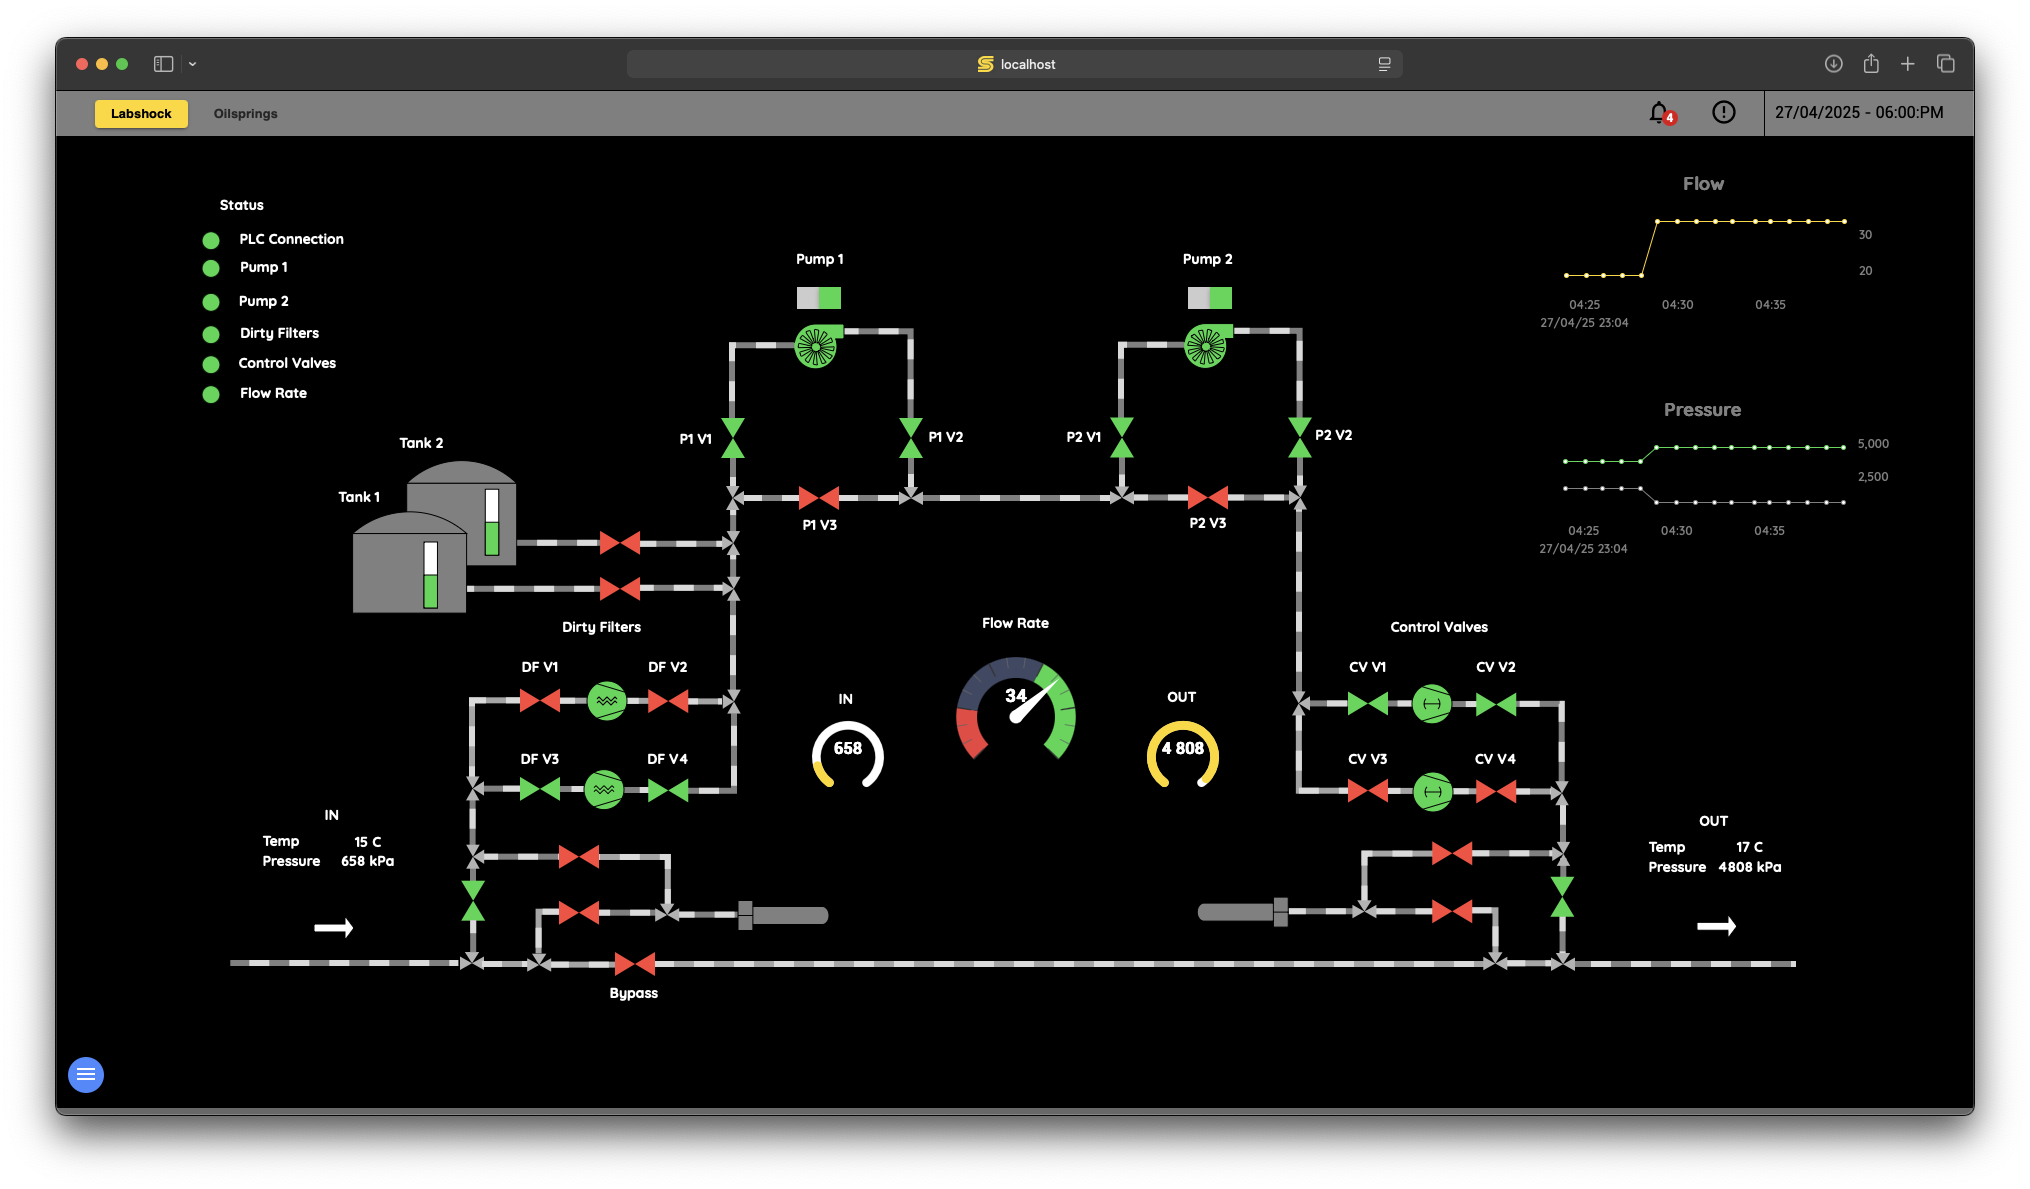 localhost
Labshock
Oilsprings
4
27/04/2025 - 06:00:PM
Status
PLC Connection
Pump 1
Pump 2
Dirty Filters
Control Valves
Flow Rate
Tank 2
Tank 1
Pump 1
Pump 2
P1 V1
P1 V2
P2 V1
P2 V2
P1 V3
P2 V3
Flow
30
20
04:25
04:30
04:35
27/04/25 23:04
Pressure
5,000
2,500
04:25
04:30
04:35
27/04/25 23:04
Dirty Filters
DF V1
DF V2
DF V3
DF V4
Flow Rate
34
IN
658
OUT
4 808
Control Valves
CV V1
CV V2
CV V3
CV V4
IN
Temp 15 C
Pressure 658 kPa
OUT
Temp 17 C
Pressure 4808 kPa
Bypass